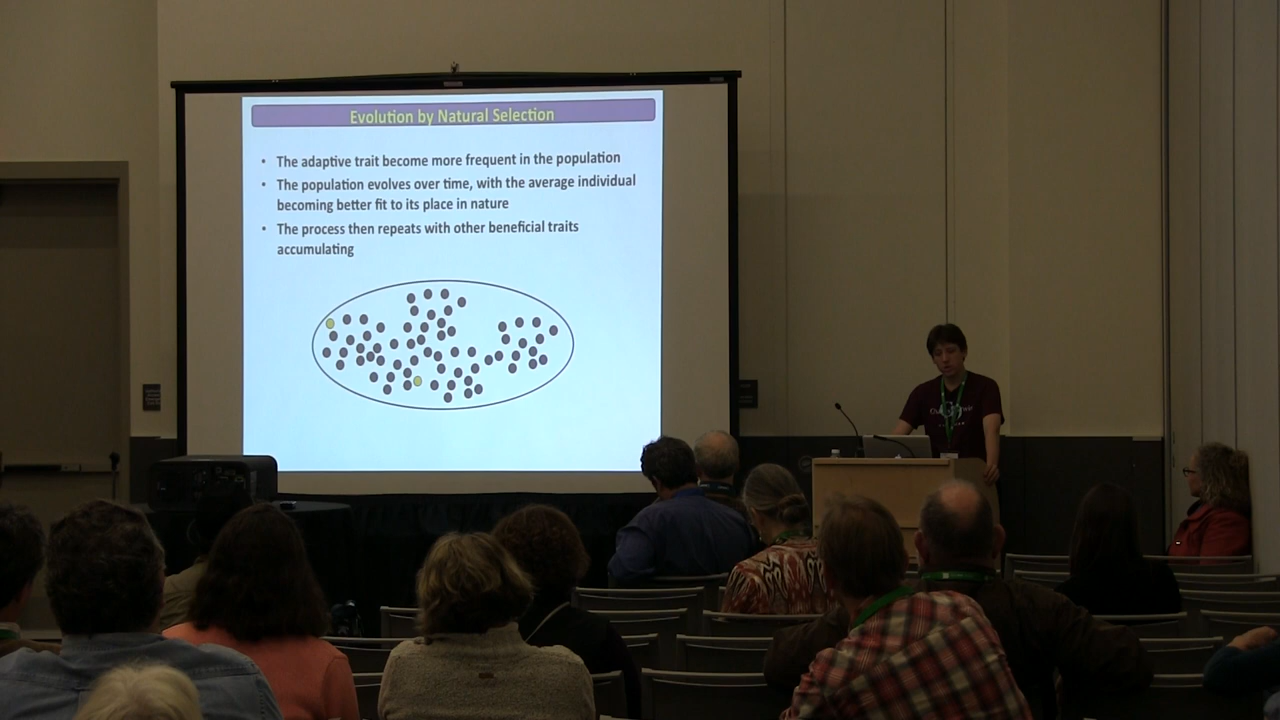 Evolution by Natural Selection
• The adaptive trait become more frequent in the population
• The population evolves over time, with the average individual
becoming better fit to its place in nature
• The process then repeats with other beneficial traits
accumulating